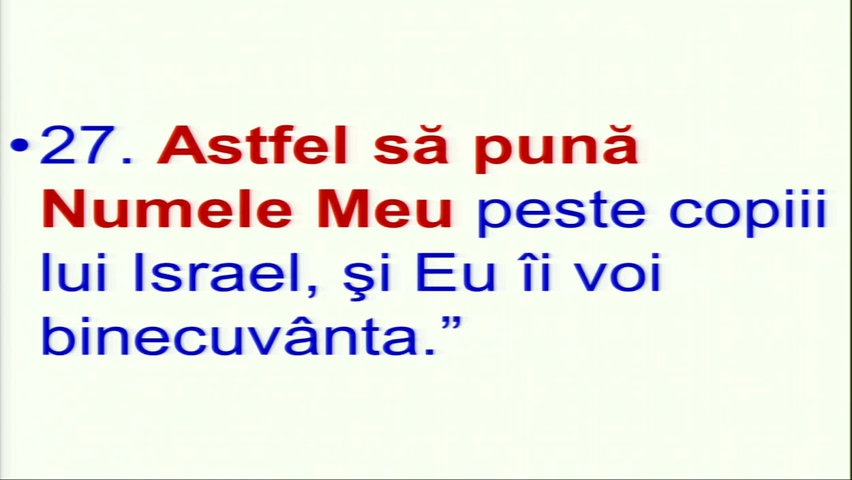 •27. Astfel să pună
Numele Meu peste copiii
lui Israel, şi Eu îi voi
binecuvânta.”